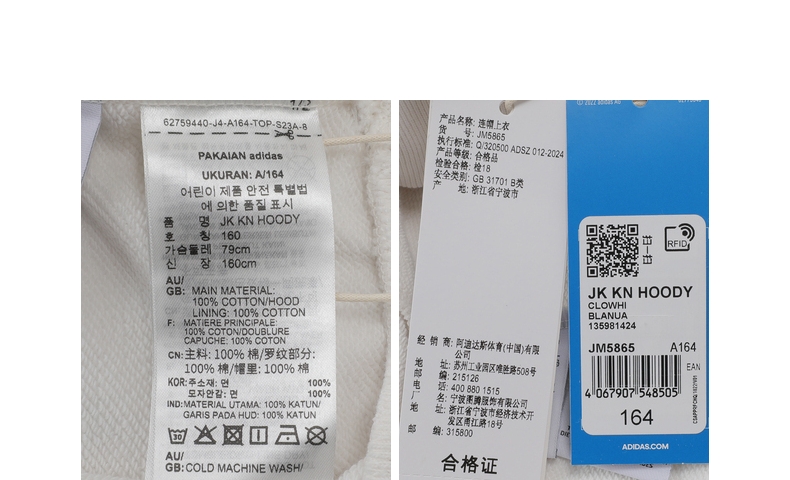 1/2
62759440-J4-A164-TOP-S23A-8
PAKAIAN adidas
UKURAN: A/164
어린이 제품 안전 특별법
에 의한 품질 표시
품 명 JK KN HOODY
호 칭 160
가슴둘레 79cm
신 장 160cm
AU/
GB: MAIN MATERIAL:
100% COTTON/HOOD
LINING: 100% COTTON
F: MATIERE PRINCIPALE:
100% COTON/DOUBLURE
CAPUCHE: 100% COTON
CN: 主料: 100% 棉/罗纹部分:
100% 棉/帽里: 100% 棉
KOR: 주소재: 면 100%
모자안감: 면 100%
IND: MATERIAL UTAMA: 100% KATUN/
GARIS PADA HUD: 100% KATUN
AU/
GB: COLD MACHINE WASH/
产品名称: 连帽上衣
货 号: JM5865
执行标准: Q/320500 ADSZ 012-2024
产品等级: 合格品
检验合格: 检18
安全类别: GB 31701 B类
产 地: 浙江省宁波市
经 销 商: 阿迪达斯体育(中国)有限
公司
地 址: 苏州工业园区唯胜路508号
邮 编: 215126
电 话: 400 880 1515
厂 名: 宁波图腾服饰有限公司
地 址: 浙江省宁波市经济技术开
发区甬江路18号
邮 编: 315800
合格证
RFID
JK KN HOODY
CLOWHI
BLANUA
135981424
JM5865 A164
EAN
4 067907 548505
164
ADIDAS.COM